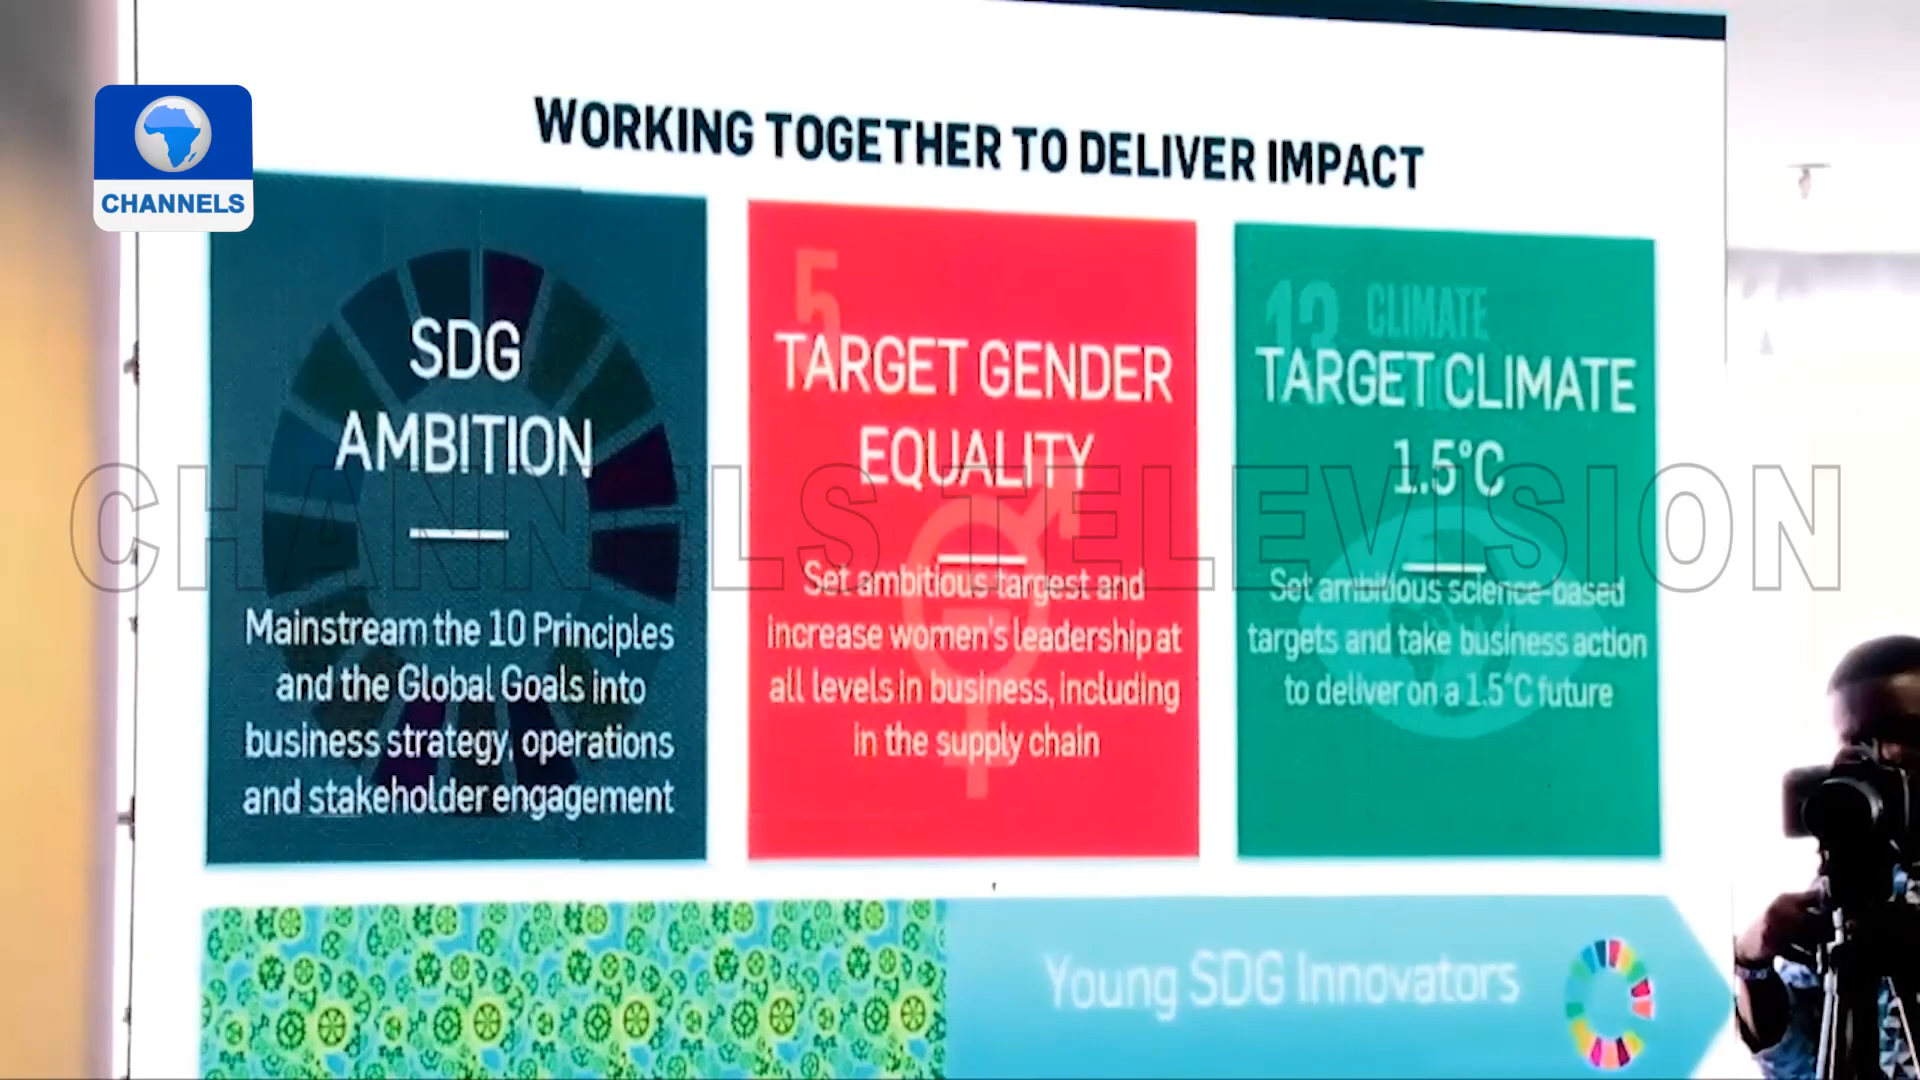 CHANNELS
WORKING TOGETHER TO DELIVER IMPACT
SDG
AMBITION
Mainstream the 10 Principles
and the Global Goals into
business strategy, operations
and stakeholder engagement
5
TARGET GENDER
EQUALITY
Set ambitious targest and
increase women's leadership at
all levels in business, including
in the supply chain
13 CLIMATE
TARGET CLIMATE
1.5°C
Set ambitious science-based
targets and take business action
to deliver on a 1.5°C future
CHANNELS TELEVISION
Young SDG Innovators